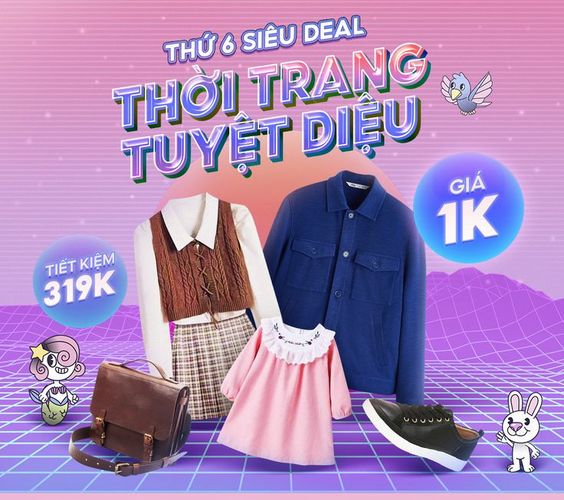 THỨ 6 SIÊU DEAL
THỜI TRANG
TUYỆT DIỆU
GIÁ
1K
TIẾT KIỆM
319K